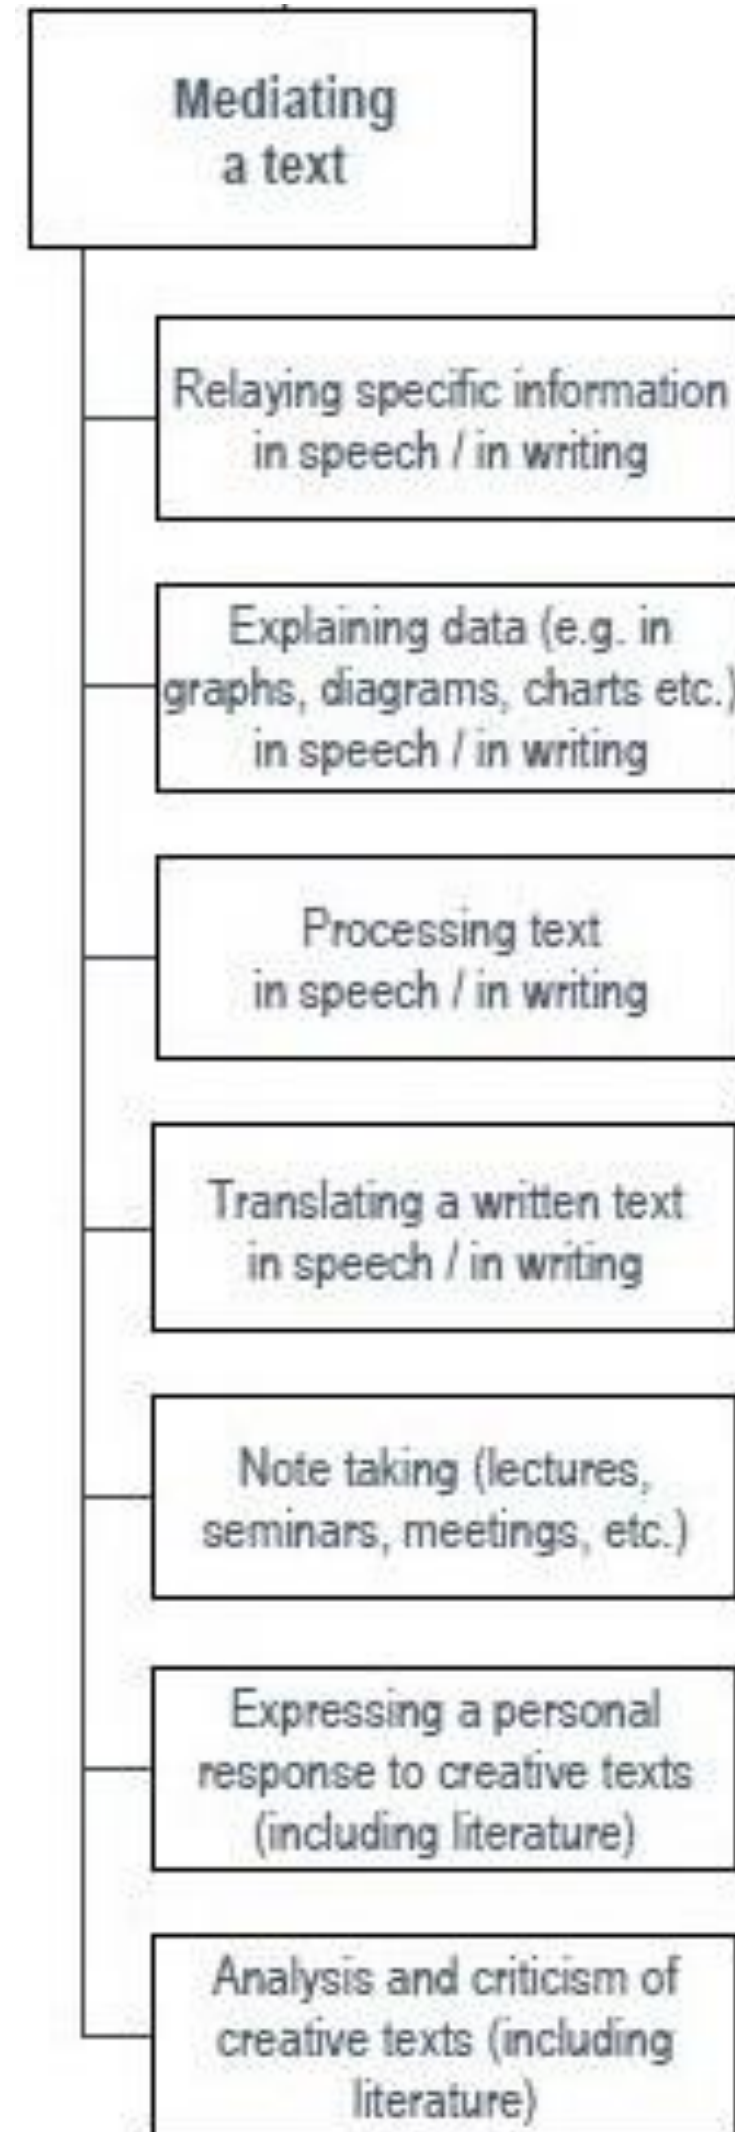 Mediating
a text
Relaying specific information
in speech / in writing
Explaining data (e.g. in
graphs, diagrams, charts etc.)
in speech / in writing
Processing text
in speech / in writing
Translating a written text
in speech / in writing
Note taking (lectures,
seminars, meetings, etc.)
Expressing a personal
response to creative texts
(including literature)
Analysis and criticism of
creative texts (including
literature)